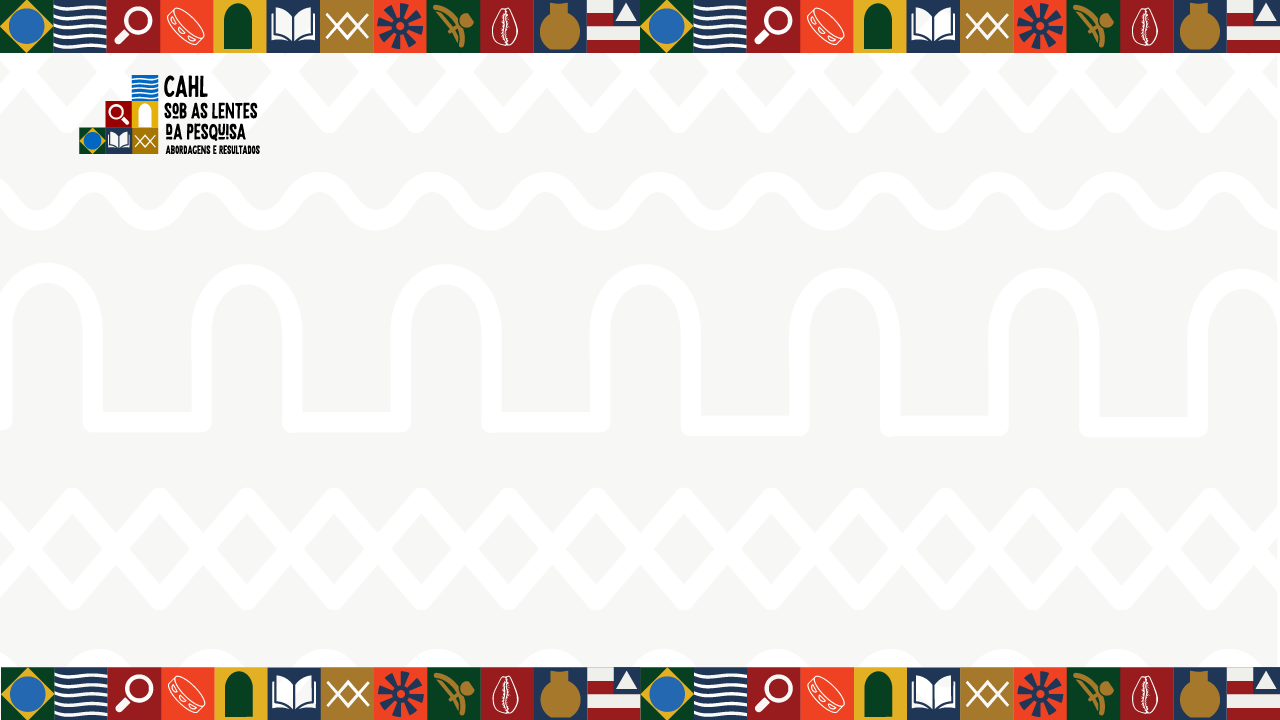 CAHL
SOB AS LENTES
DA PESQUISA
ABORDAGENS E RESULTADOS